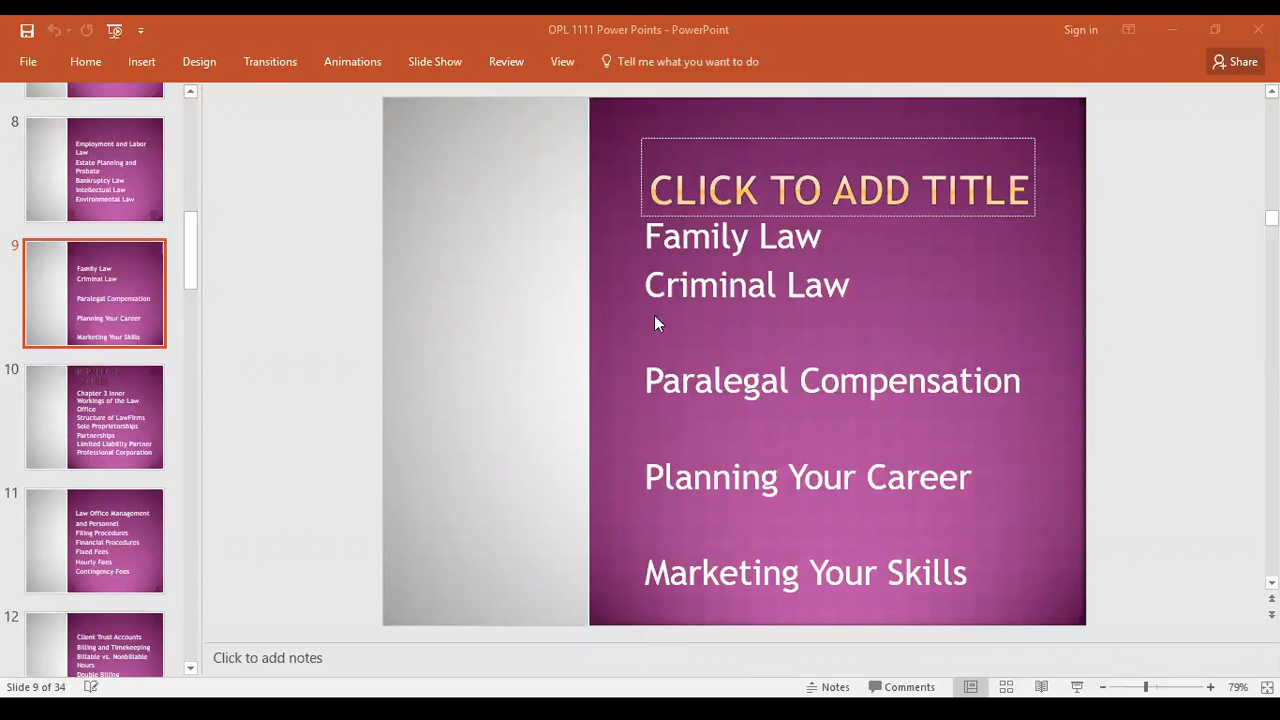 OPL 1111 Power Points - PowerPoint
Sign in
File
Home
Insert
Design
Transitions
Animations
Slide Show
Review
View
Tell me what you want to do
Share
8
Employment and Labor
Law
Estate Planning and
Probate
Bankruptcy Law
Intellectual Law
Environmental Law
9
Family Law
Criminal Law
Paralegal Compensation
Planning Your Career
Marketing Your Skills
10
Chapter 3 Inner
Workings of the Law
Office
Structure of LawFirms
Sole Proprietorships
Partnerships
Limited Liability Partner
Professional Corporation
11
Law Office Management
and Personnel
Filing Procedures
Financial Procedures
Fixed Fees
Hourly Fees
Contingency Fees
12
Client Trust Accounts
Billing and Timekeeping
Billable vs. Nonbillable
Hours
Double Billing
CLICK TO ADD TITLE
Family Law
Criminal Law
Paralegal Compensation
Planning Your Career
Marketing Your Skills
Click to add notes
Slide 9 of 34
Notes
Comments
79%